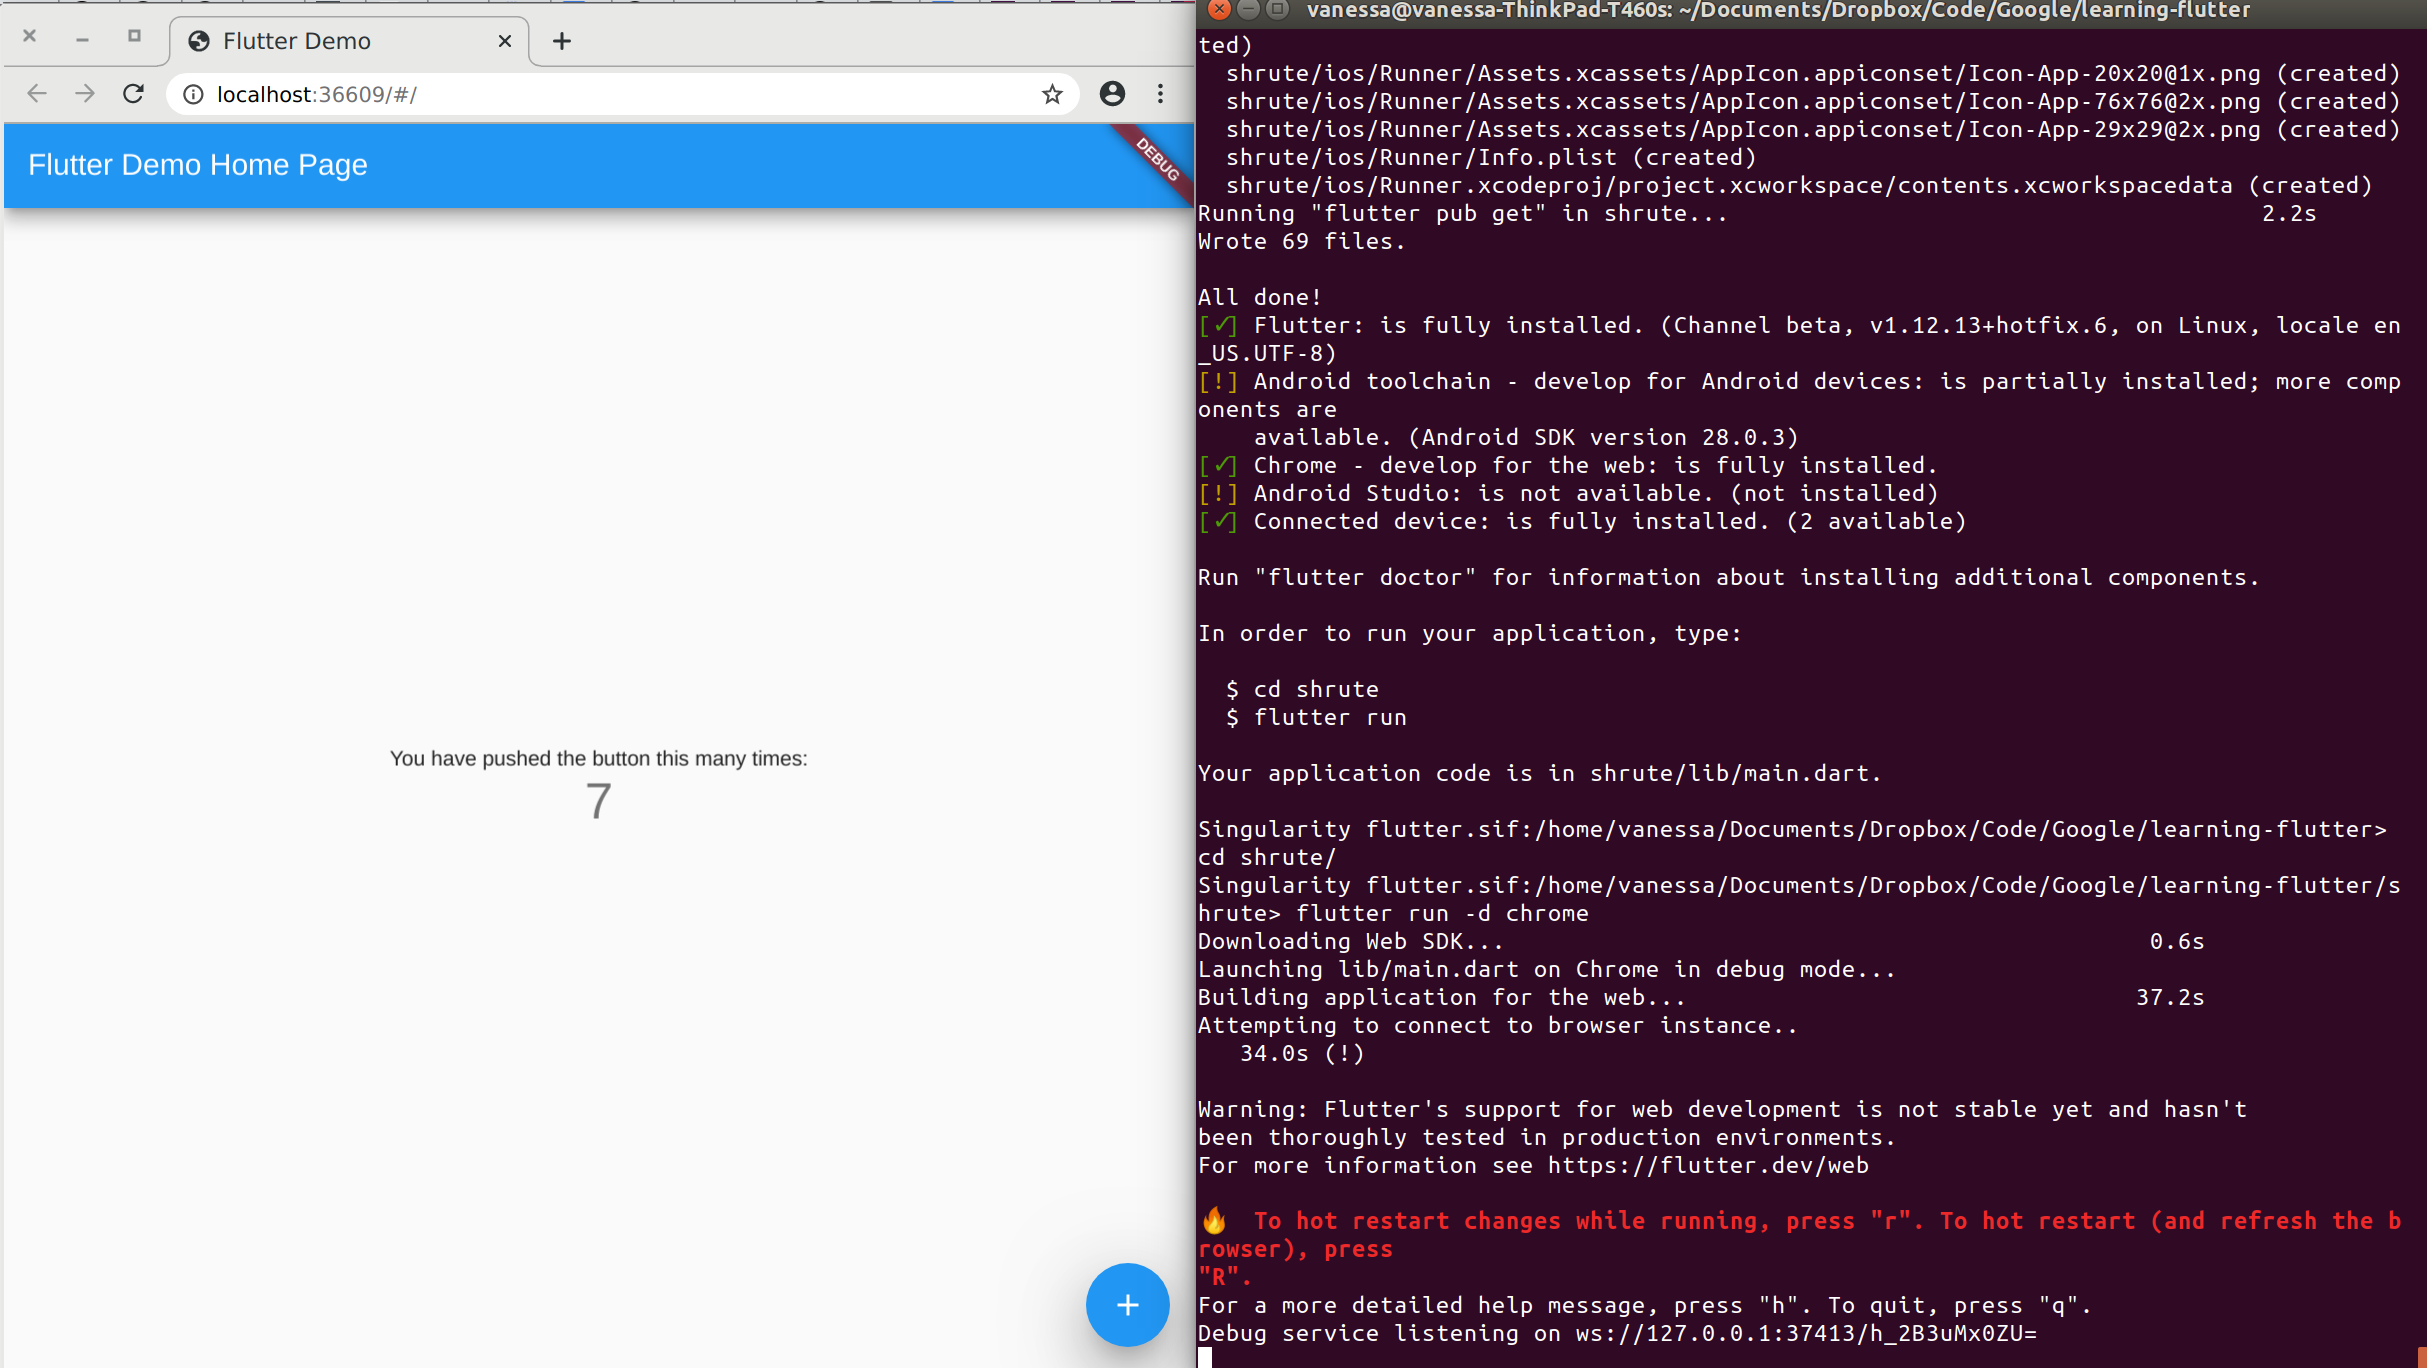 Flutter Demo
localhost:36609/#/
Flutter Demo Home Page
DEBUG
You have pushed the button this many times:
7
vanessa@vanessa-ThinkPad-T460s: ~/Documents/Dropbox/Code/Google/learning-flutter
ted)
shrute/ios/Runner/Assets.xcassets/AppIcon.appiconset/Icon-App-20x20@1x.png (created)
shrute/ios/Runner/Assets.xcassets/AppIcon.appiconset/Icon-App-76x76@2x.png (created)
shrute/ios/Runner/Assets.xcassets/AppIcon.appiconset/Icon-App-29x29@2x.png (created)
shrute/ios/Runner/Info.plist (created)
shrute/ios/Runner.xcodeproj/project.xcworkspace/contents.xcworkspacedata (created)
Running "flutter pub get" in shrute... 2.2s
Wrote 69 files.
All done!
[✓] Flutter: is fully installed. (Channel beta, v1.12.13+hotfix.6, on Linux, locale en
_US.UTF-8)
[!] Android toolchain - develop for Android devices: is partially installed; more comp
onents are
available. (Android SDK version 28.0.3)
[✓] Chrome - develop for the web: is fully installed.
[!] Android Studio: is not available. (not installed)
[✓] Connected device: is fully installed. (2 available)
Run "flutter doctor" for information about installing additional components.
In order to run your application, type:
$ cd shrute
$ flutter run
Your application code is in shrute/lib/main.dart.
Singularity flutter.sif:/home/vanessa/Documents/Dropbox/Code/Google/learning-flutter>
cd shrute/
Singularity flutter.sif:/home/vanessa/Documents/Dropbox/Code/Google/learning-flutter/s
hrute> flutter run -d chrome
Downloading Web SDK... 0.6s
Launching lib/main.dart on Chrome in debug mode...
Building application for the web... 37.2s
Attempting to connect to browser instance..
34.0s (!)
Warning: Flutter's support for web development is not stable yet and hasn't
been thoroughly tested in production environments.
For more information see https://flutter.dev/web
🔥 To hot restart changes while running, press "r". To hot restart (and refresh the b
rowser), press
"R".
For a more detailed help message, press "h". To quit, press "q".
Debug service listening on ws://127.0.0.1:37413/h_2B3uMx0ZU=